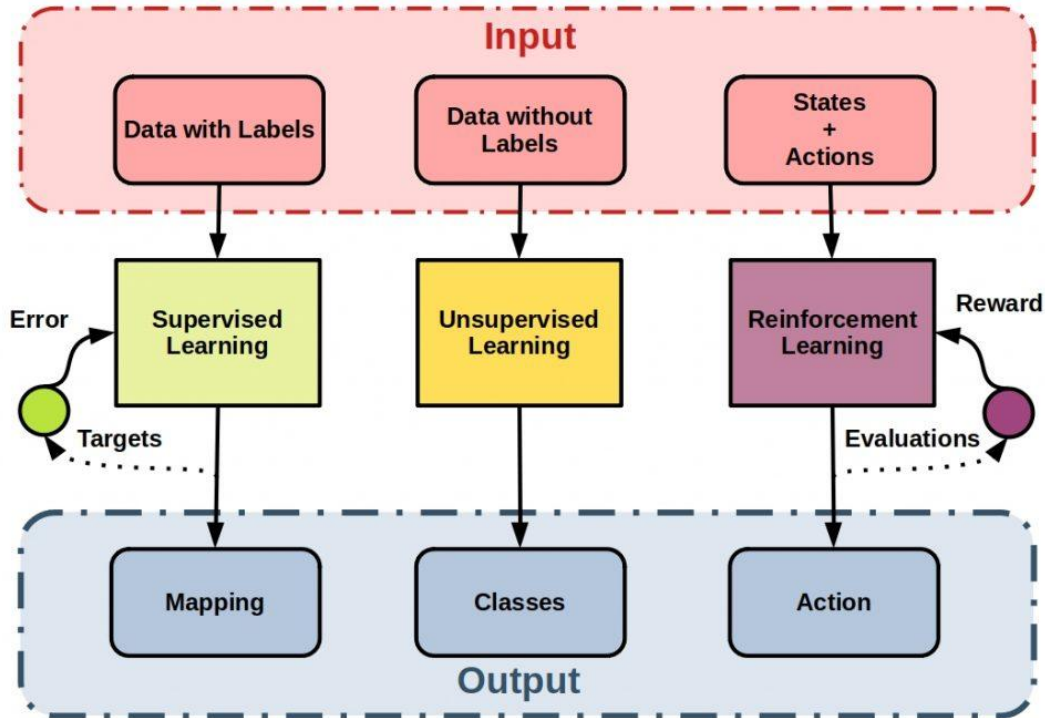 Input
Data with Labels
Data without
Labels
States
+
Actions
Error
Supervised
Learning
Unsupervised
Learning
Reinforcement
Learning
Reward
Targets
Evaluations
Mapping
Classes
Action
Output